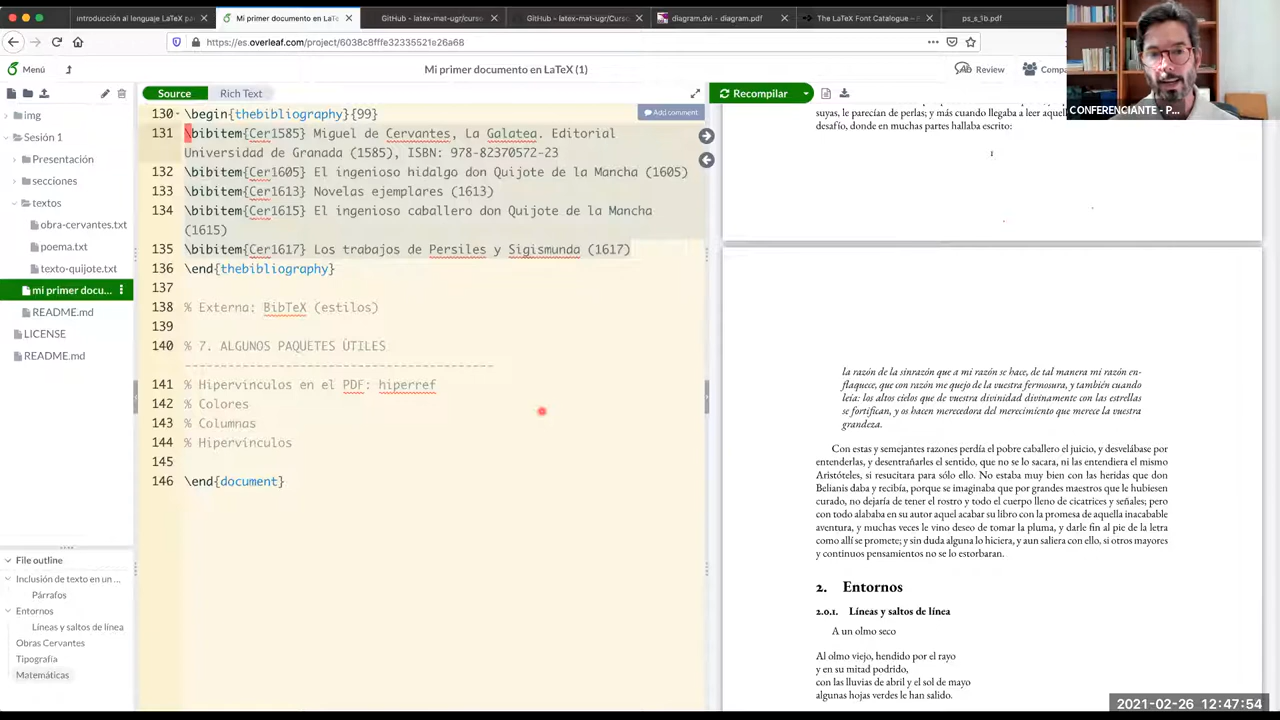 introducción al lenguaje LaTeX pa
Mi primer documento en LaT
GitHub - latex-mat-ugr/curso
GitHub - latex-mat-ugr/curso
diagram.dvi - diagram.pdf
The LaTeX Font Catalogue – F
ps_s_1b.pdf
https://es.overleaf.com/project/6038c8fffe32335521e26a68
Menú
Mi primer documento en LaTeX (1)
Review
Source
Rich Text
Recompilar
CONFERENCIANTE - P...
img
Sesión 1
Presentación
secciones
textos
obra-cervantes.txt
poema.txt
texto-quijote.txt
mi primer docu...
README.md
LICENSE
README.md
File outline
Inclusión de texto en un ...
Párrafos
Entornos
Líneas y saltos de línea
Obras Cervantes
Tipografía
Matemáticas
Add comment
130 \begin{thebibliography}{99}
131 \bibitem{Cer1585} Miguel de Cervantes, La Galatea. Editorial
Universidad de Granada (1585), ISBN: 978-82370572-23
132 \bibitem{Cer1605} El ingenioso hidalgo don Quijote de la Mancha (1605)
133 \bibitem{Cer1613} Novelas ejemplares (1613)
134 \bibitem{Cer1615} El ingenioso caballero don Quijote de la Mancha
(1615)
135 \bibitem{Cer1617} Los trabajos de Persiles y Sigismunda (1617)
136 \end{thebibliography}
137
138 % Externa: BibTeX (estilos)
139
140 % 7. ALGUNOS PAQUETES ÚTILES
----------------------------------------
141 % Hipervínculos en el PDF: hiperref
142 % Colores
143 % Columnas
144 % Hipervínculos
145
146 \end{document}
suyas, le parecían de perlas; y más cuando llegaba a leer aquel
desafío, donde en muchas partes hallaba escrito:
la razón de la sinrazón que a mi razón se hace, de tal manera mi razón en-
flaquece, que con razón me quejo de la vuestra fermosura, y también cuando
leía: los altos cielos que de vuestra divinidad divinamente con las estrellas
se fortifican, y os hacen merecedora del merecimiento que merece la vuestra
grandeza.
Con estas y semejantes razones perdía el pobre caballero el juicio, y desvelábase por
entenderlas, y desentrañarles el sentido, que no se lo sacara, ni las entendiera el mismo
Aristóteles, si resucitara para sólo ello. No estaba muy bien con las heridas que don
Belianis daba y recibía, porque se imaginaba que por grandes maestros que le hubiesen
curado, no dejaría de tener el rostro y todo el cuerpo lleno de cicatrices y señales; pero
con todo alababa en su autor aquel acabar su libro con la promesa de aquella inacabable
aventura, y muchas veces le vino deseo de tomar la pluma, y darle fin al pie de la letra
como allí se promete; y sin duda alguna lo hiciera, y aun saliera con ello, si otros mayores
y continuos pensamientos no se lo estorbaran.
2. Entornos
2.0.1. Líneas y saltos de línea
A un olmo seco
Al olmo viejo, hendido por el rayo
y en su mitad podrido,
con las lluvias de abril y el sol de mayo
algunas hojas verdes le han salido.
2021-02-26 12:47:54